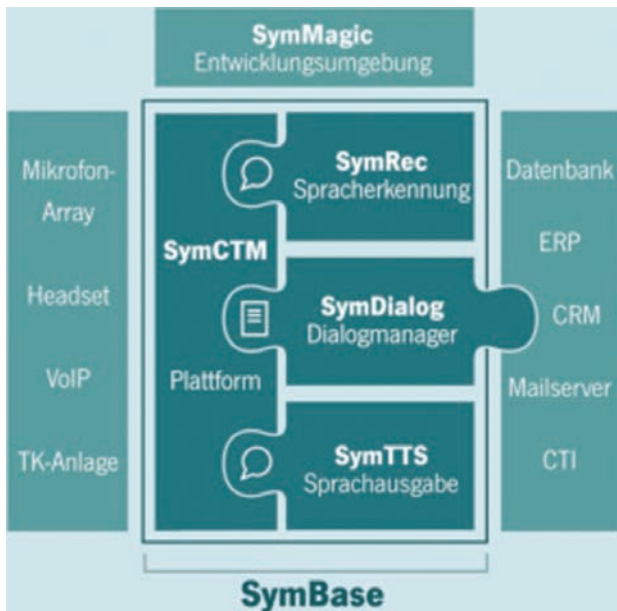 SymMagic
Entwicklungsumgebung
Mikrofon-
Array
Headset
VoIP
TK-Anlage
SymCTM
Plattform
SymRec
Spracherkennung
SymDialog
Dialogmanager
SymTTS
Sprachausgabe
Datenbank
ERP
CRM
Mailserver
CTI
SymBase